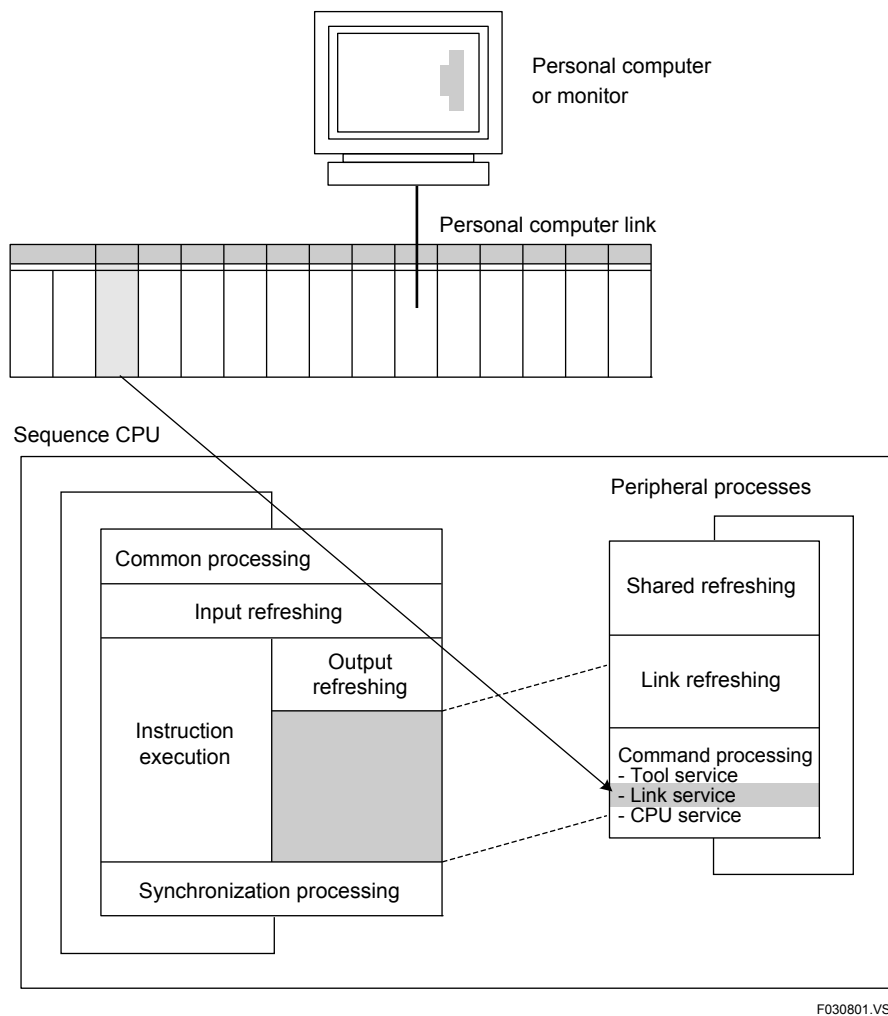 Personal computer
or monitor
Personal computer link
Sequence CPU
Peripheral processes
Common processing
Input refreshing
Output
refreshing
Instruction
execution
Synchronization processing
Shared refreshing
Link refreshing
Command processing
- Tool service
- Link service
- CPU service
F030801.VS